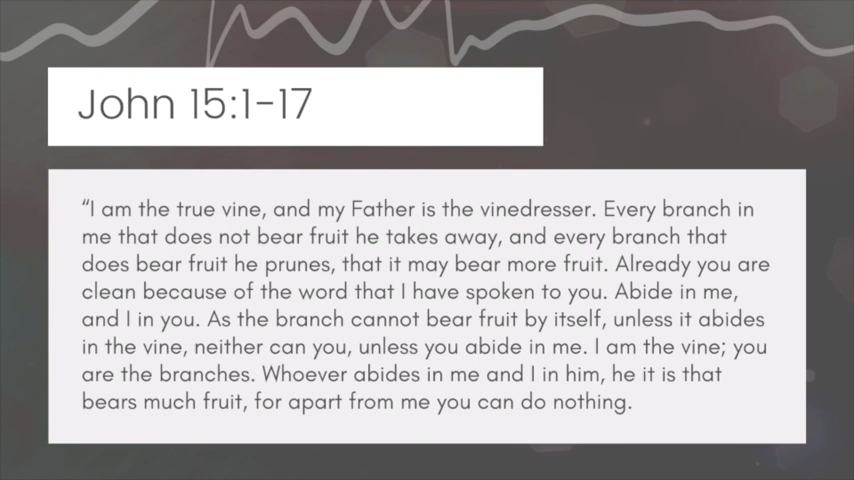 John 15:1-17
“I am the true vine, and my Father is the vinedresser. Every branch in
me that does not bear fruit he takes away, and every branch that
does bear fruit he prunes, that it may bear more fruit. Already you are
clean because of the word that I have spoken to you. Abide in me,
and I in you. As the branch cannot bear fruit by itself, unless it abides
in the vine, neither can you, unless you abide in me. I am the vine; you
are the branches. Whoever abides in me and I in him, he it is that
bears much fruit, for apart from me you can do nothing.